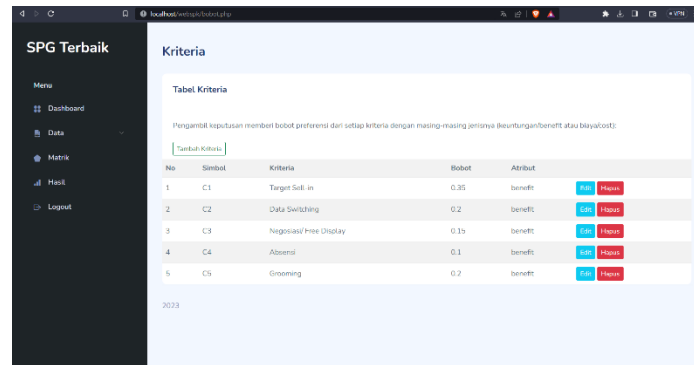 localhost/webspk/bobot.php
VPN
SPG Terbaik
Menu
Dashboard
Data
Matrik
Hasil
Logout
Kriteria
Tabel Kriteria
Pengambil keputusan memberi bobot preferensi dari setiap kriteria dengan masing-masing jenisnya (keuntungan/benefit atau biaya/cost):
Tambah Kriteria
No Simbol Kriteria Bobot Atribut
1 C1 Target Sell-in 0.35 benefit Edit Hapus
2 C2 Data Switching 0.2 benefit Edit Hapus
3 C3 Negosiasi/ Free Display 0.15 benefit Edit Hapus
4 C4 Absensi 0.1 benefit Edit Hapus
5 C5 Grooming 0.2 benefit Edit Hapus
2023